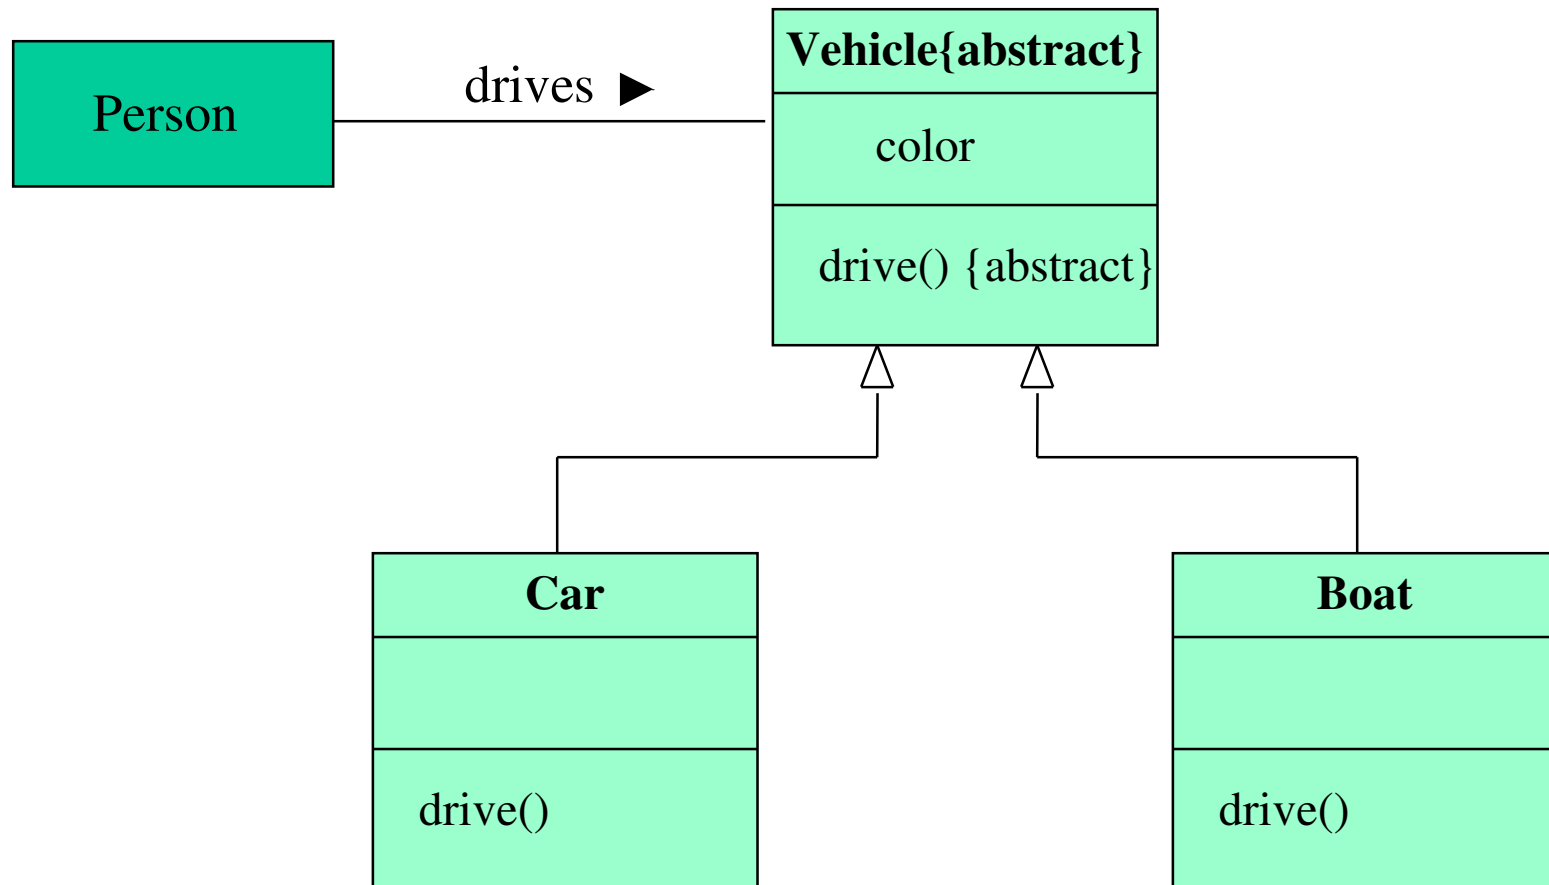 Person
drives ►
Vehicle{abstract}
color
drive() {abstract}
Car
drive()
Boat
drive()